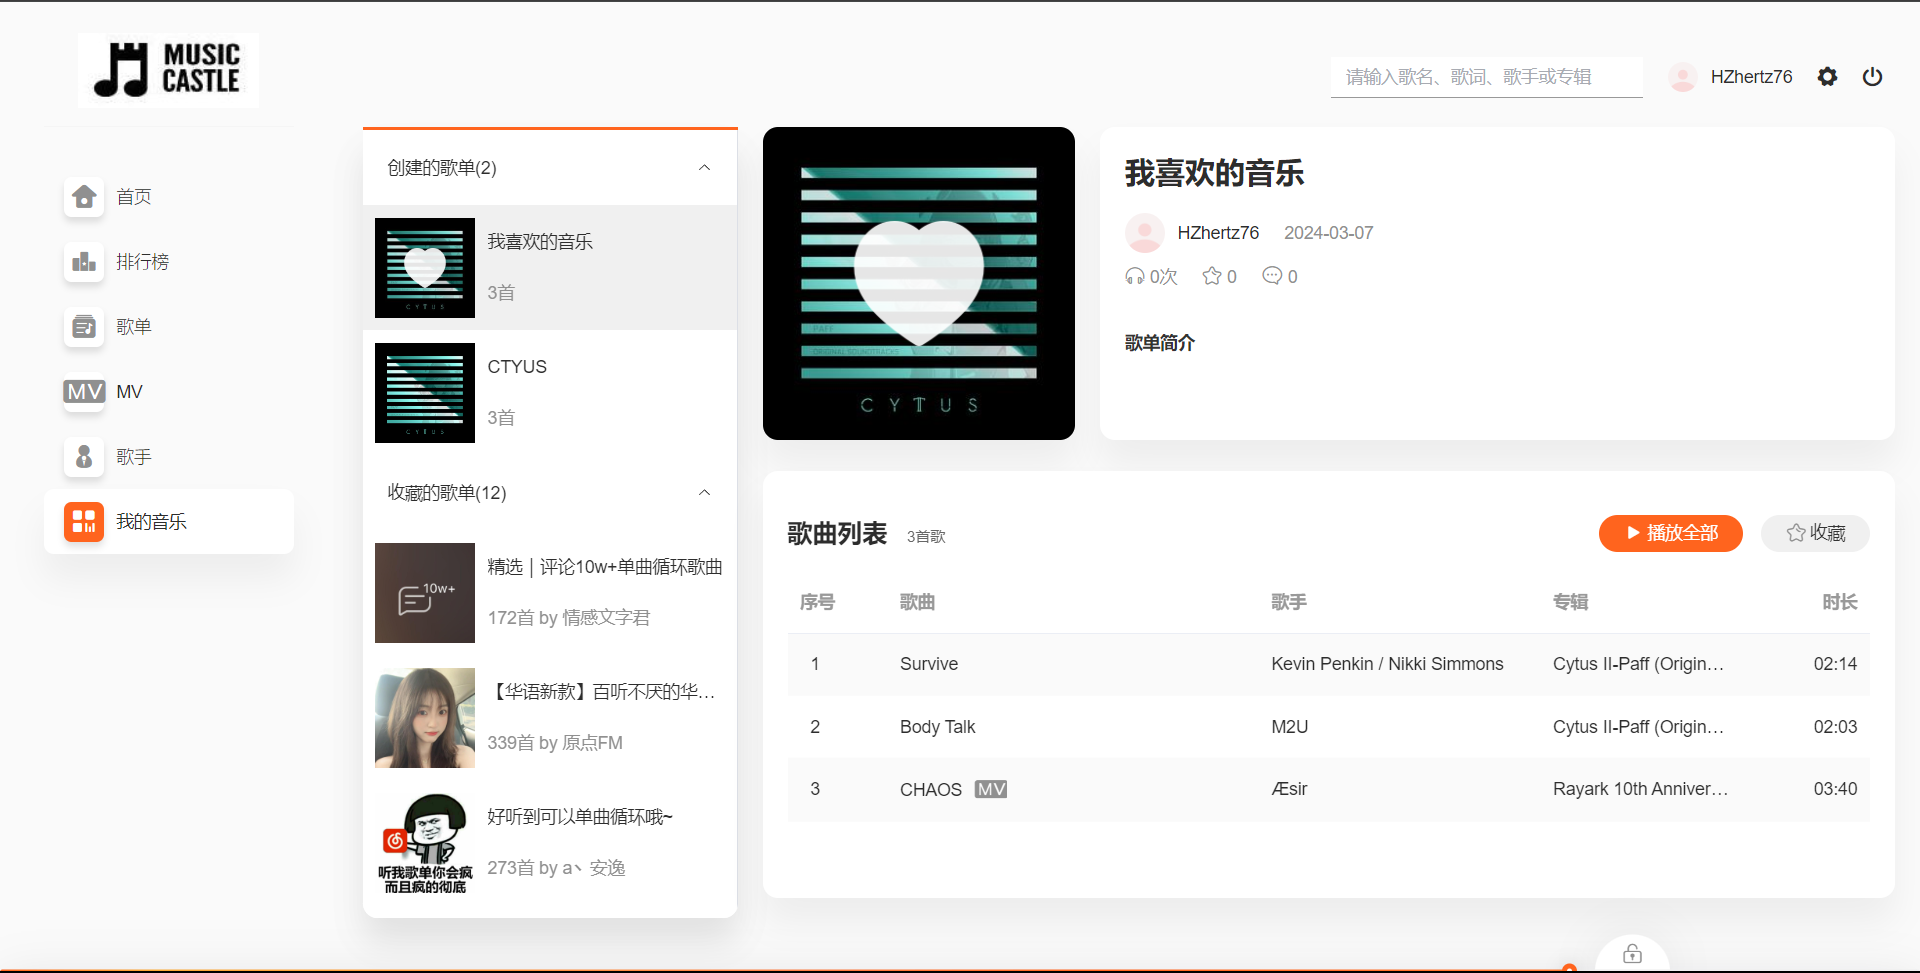 MUSIC
CASTLE
请输入歌名、歌词、歌手或专辑
HZhertz76
首页
排行榜
歌单
MV MV
歌手
我的音乐
创建的歌单(2)
我喜欢的音乐
3首
CYTUS
CTYUS
3首
CYTUS
收藏的歌单(12)
10w+
精选 | 评论10w+单曲循环歌曲
172首 by 情感文字君
【华语新款】百听不厌的华...
339首 by 原点FM
好听到可以单曲循环哦~
273首 by a丶安逸
听我歌单你会疯
而且疯的彻底
PAFF
ORIGINAL SOUNDTRACKS
CYTUS
我喜欢的音乐
HZhertz76 2024-03-07
0次 0 0
歌单简介
歌曲列表 3首歌
播放全部 收藏
序号 歌曲 歌手 专辑 时长
1 Survive Kevin Penkin / Nikki Simmons Cytus II-Paff (Origin... 02:14
2 Body Talk M2U Cytus II-Paff (Origin... 02:03
3 CHAOS MV Æsir Rayark 10th Anniver... 03:40